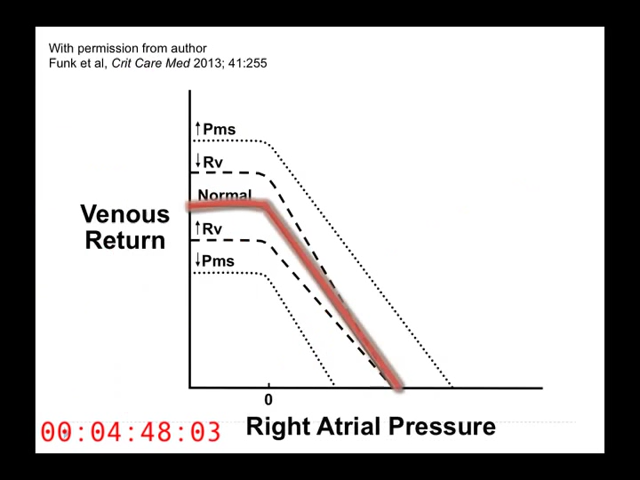 With permission from author
Funk et al, Crit Care Med 2013; 41:255
↑Pms
↓Rv
Normal
Venous
Return
↑Rv
↓Pms
0
Right Atrial Pressure
00:04:48:03